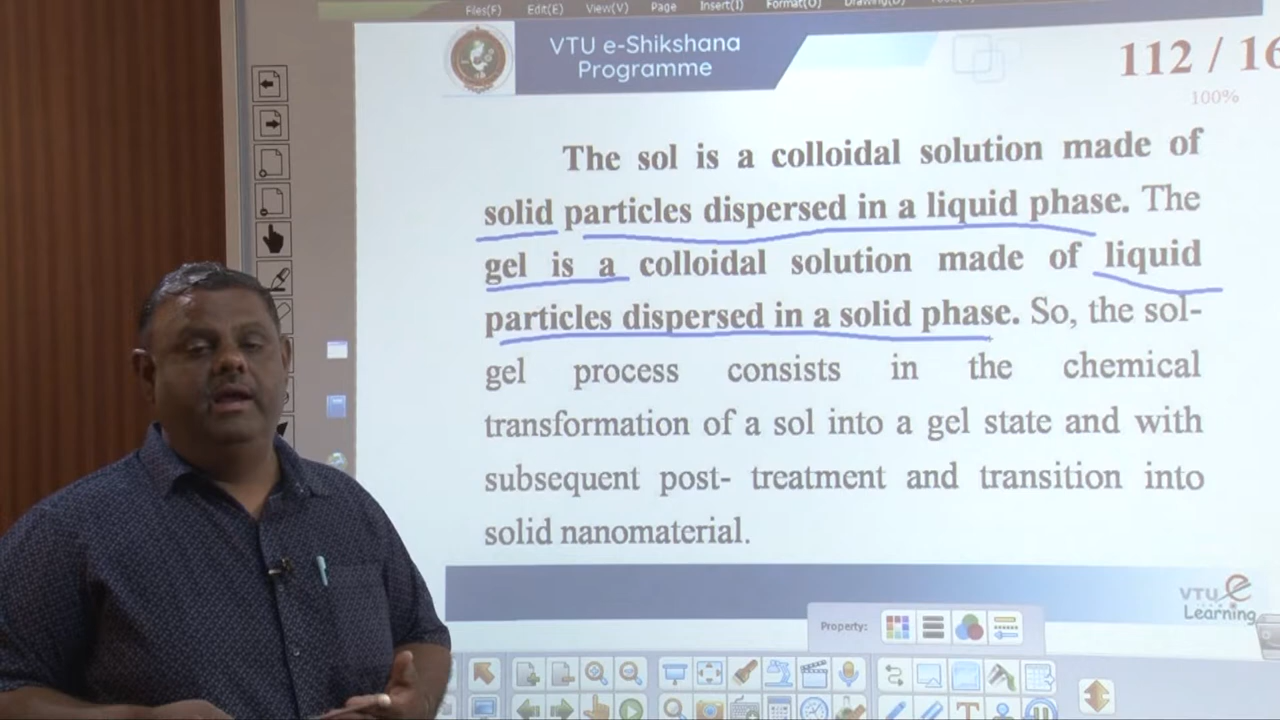 Files(F) Edit(E) View(V) Page Insert(I) Format(O) Drawing(D)
VTU e-Shikshana
Programme
112 / 16
100%
The sol is a colloidal solution made of
solid particles dispersed in a liquid phase. The
gel is a colloidal solution made of liquid
particles dispersed in a solid phase. So, the sol-
gel process consists in the chemical
transformation of a sol into a gel state and with
subsequent post- treatment and transition into
solid nanomaterial.
VTU e
Learning
Property: